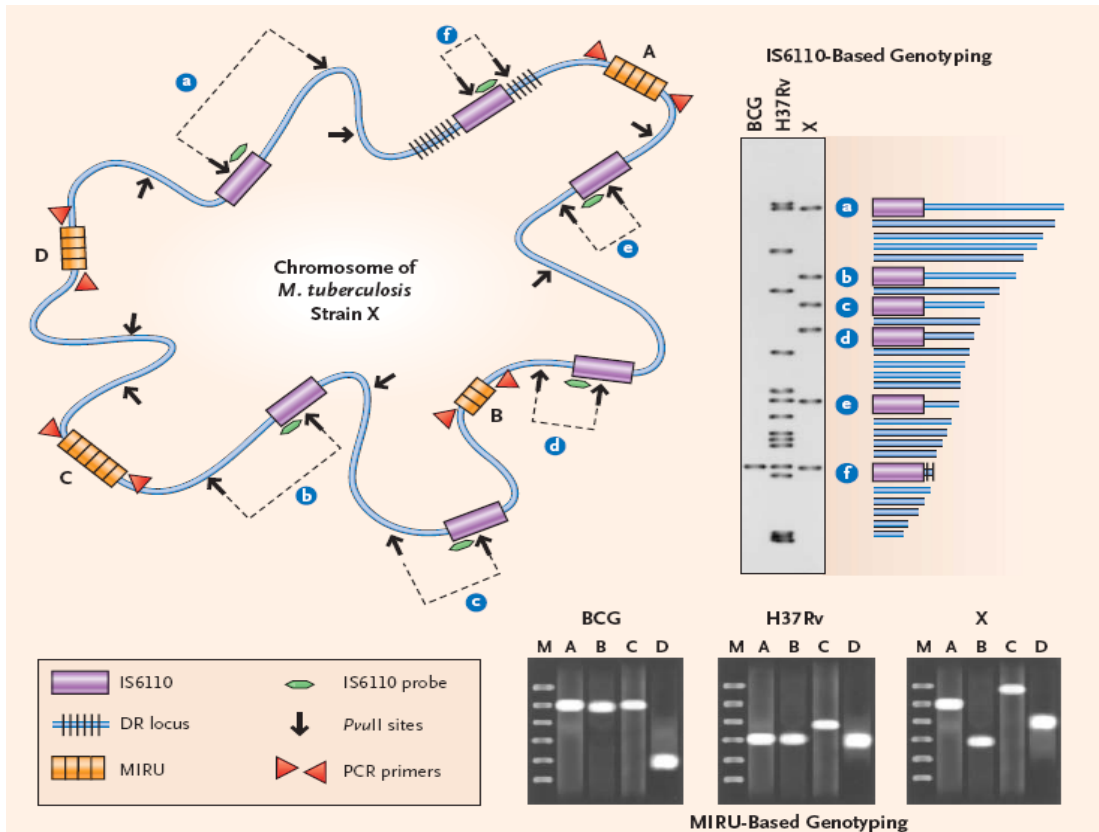 f
A
a
IS6110-Based Genotyping
BCG
H37Rv
X
a
D
e
b
Chromosome of
M. tuberculosis
Strain X
c
d
B
d
e
C
b
f
c
BCG
H37Rv
X
M A B C D
M A B C D
M A B C D
IS6110
IS6110 probe
DR locus
PvuII sites
MIRU
PCR primers
MIRU-Based Genotyping